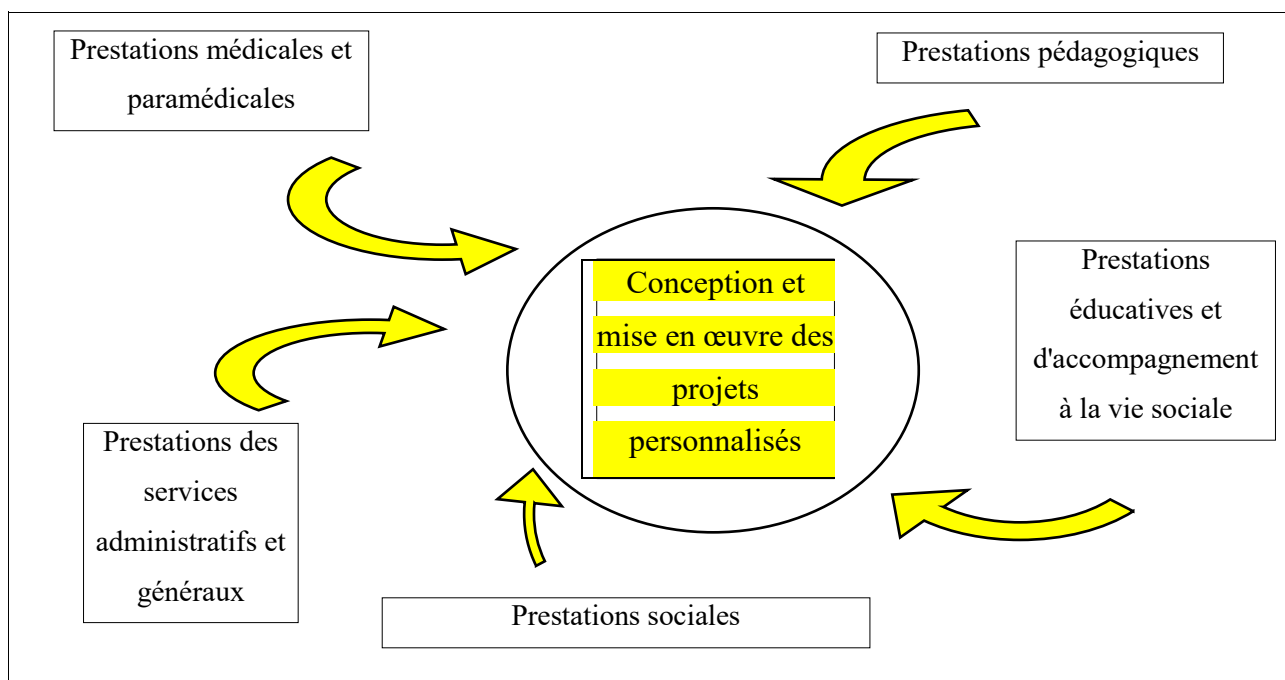 Prestations médicales et
paramédicales
Prestations pédagogiques
Conception et
mise en œuvre des
projets
personnalisés
Prestations
éducatives et
d'accompagnement
à la vie sociale
Prestations des
services
administratifs et
généraux
Prestations sociales